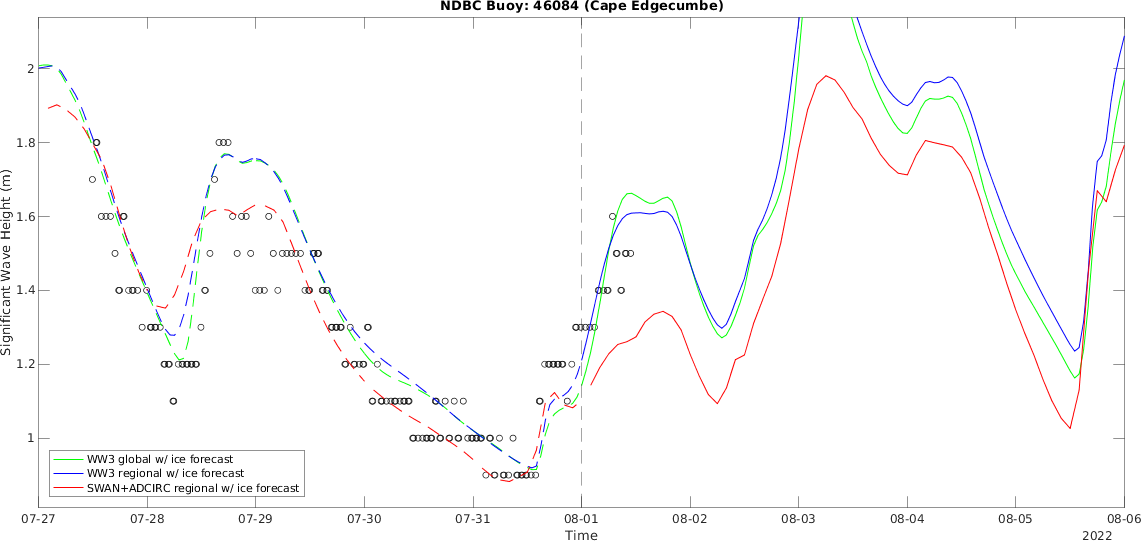 NDBC Buoy: 46084 (Cape Edgecumbe)
Significant Wave Height (m)
2
1.8
1.6
1.4
1.2
1
WW3 global w/ ice forecast
WW3 regional w/ ice forecast
SWAN+ADCIRC regional w/ ice forecast
07-27 07-28 07-29 07-30 07-31 08-01 08-02 08-03 08-04 08-05 08-06
Time 2022